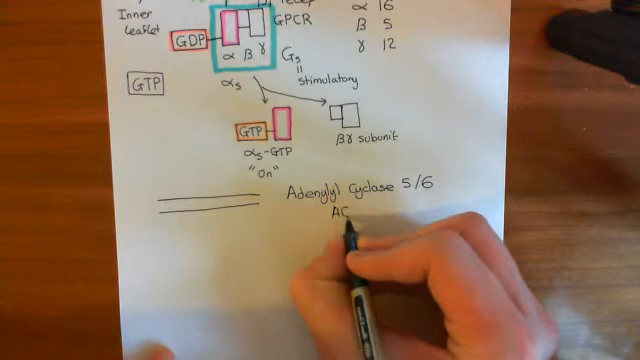 Inner
leaflet
GPCR
α 16
β 5
γ 12
GDP
α β γ
Gs
=
stimulatory
GTP
αs
GTP
αs-GTP
"On"
βγ subunit
Adenylyl Cyclase 5/6
AC